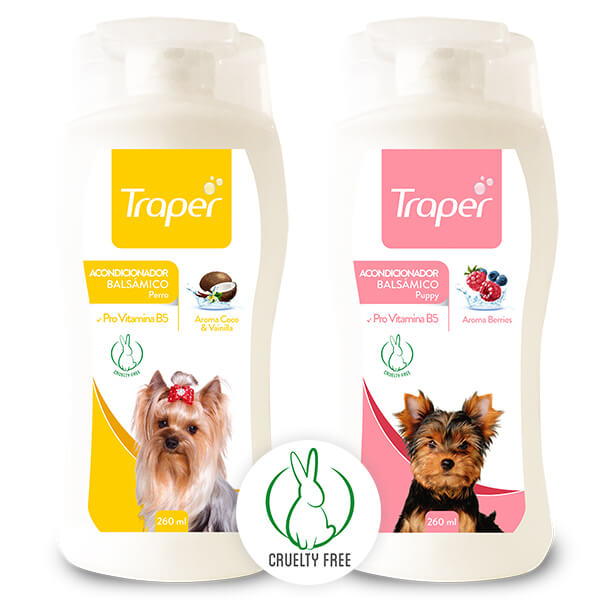 Traper
ACONDICIONADOR
BALSÁMICO
Perro
✓ Pro Vitamina B5
Aroma Coco
& Vainilla
CRUELTY FREE
260 ml
Traper
ACONDICIONADOR
BALSÁMICO
Puppy
✓ Pro Vitamina B5
Aroma Berries
CRUELTY FREE
260 ml
CRUELTY FREE